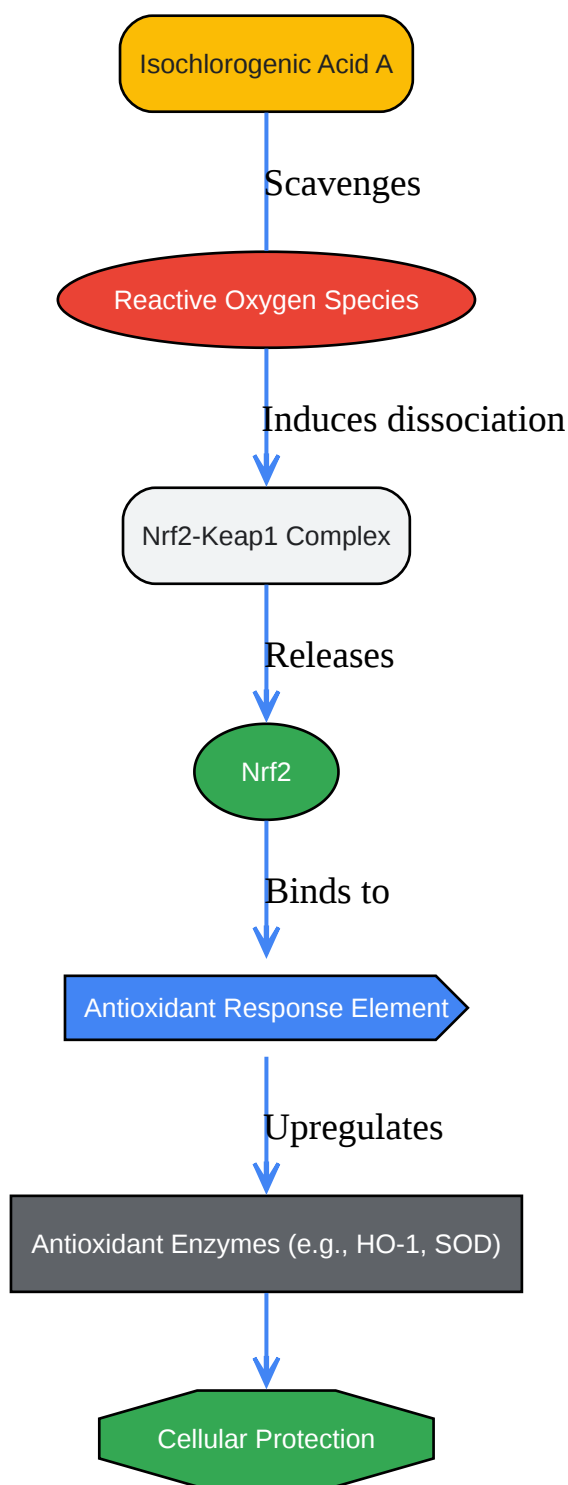 Isochlorogenic Acid A
Scavenges
Reactive Oxygen Species
Induces dissociation
Nrf2-Keap1 Complex
Releases
Nrf2
Binds to
Antioxidant Response Element
Upregulates
Antioxidant Enzymes (e.g., HO-1, SOD)
Cellular Protection